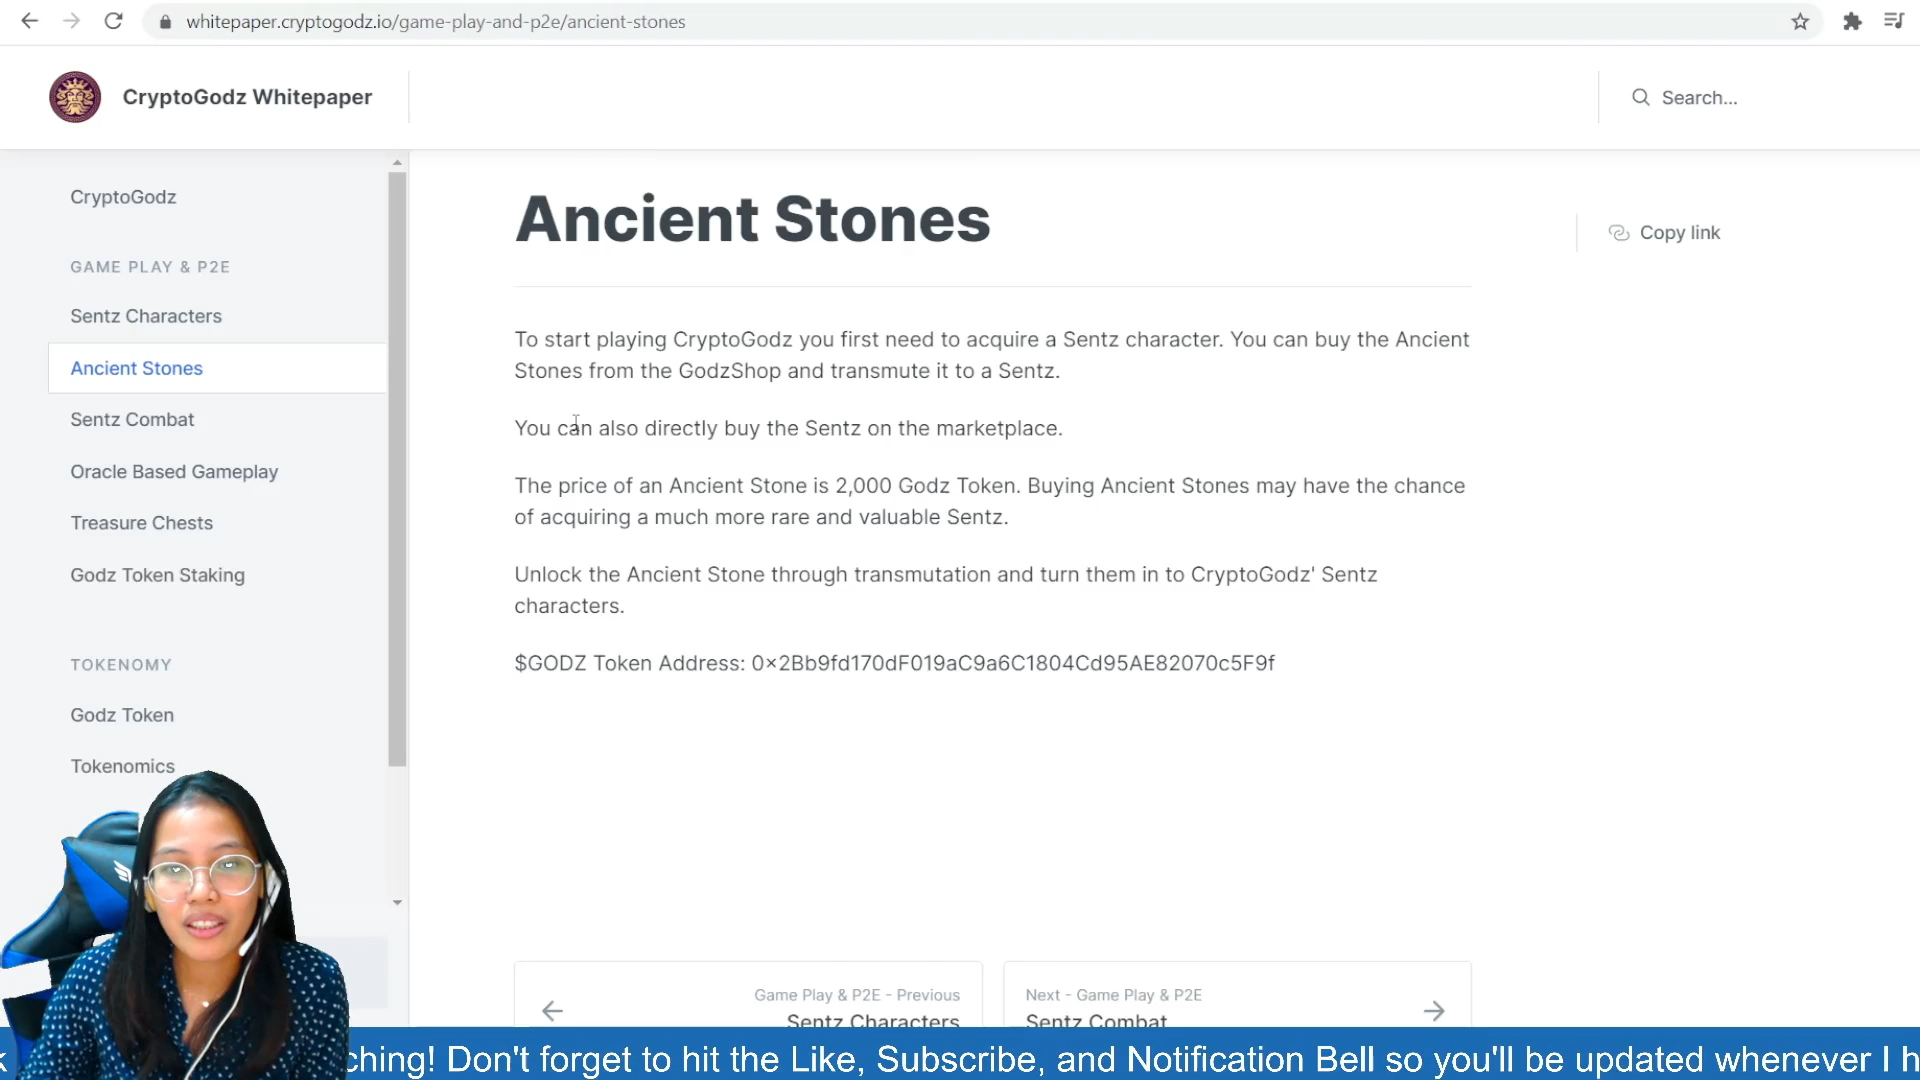 whitepaper.cryptogodz.io/game-play-and-p2e/ancient-stones
CryptoGodz Whitepaper
Search...
CryptoGodz
GAME PLAY & P2E
Sentz Characters
Ancient Stones
Sentz Combat
Oracle Based Gameplay
Treasure Chests
Godz Token Staking
TOKENOMY
Godz Token
Tokenomics
Ancient Stones
Copy link
To start playing CryptoGodz you first need to acquire a Sentz character. You can buy the Ancient
Stones from the GodzShop and transmute it to a Sentz.
You can also directly buy the Sentz on the marketplace.
The price of an Ancient Stone is 2,000 Godz Token. Buying Ancient Stones may have the chance
of acquiring a much more rare and valuable Sentz.
Unlock the Ancient Stone through transmutation and turn them in to CryptoGodz' Sentz
characters.
$GODZ Token Address: 0×2Bb9fd170dF019aC9a6C1804Cd95AE82070c5F9f
Game Play & P2E - Previous
Sentz Characters
Next - Game Play & P2E
Sentz Combat
ching! Don't forget to hit the Like, Subscribe, and Notification Bell so you'll be updated whenever I h